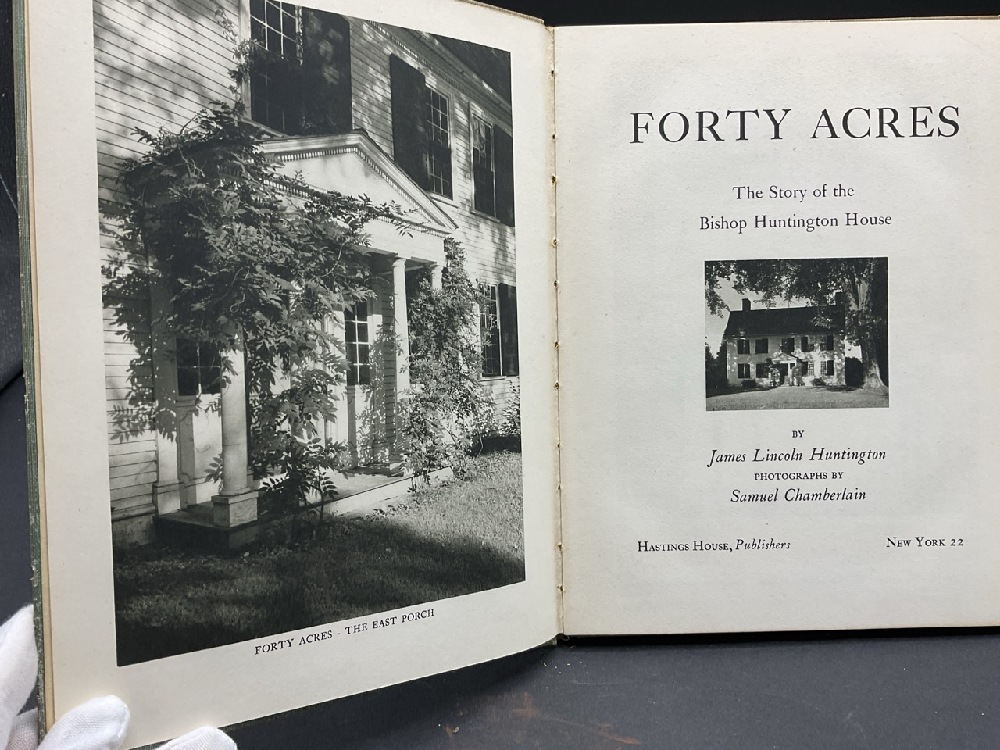 FORTY ACRES - THE EAST PORCH
FORTY ACRES
The Story of the
Bishop Huntington House
BY
James Lincoln Huntington
PHOTOGRAPHS BY
Samuel Chamberlain
HASTINGS HOUSE, Publishers
NEW YORK 22